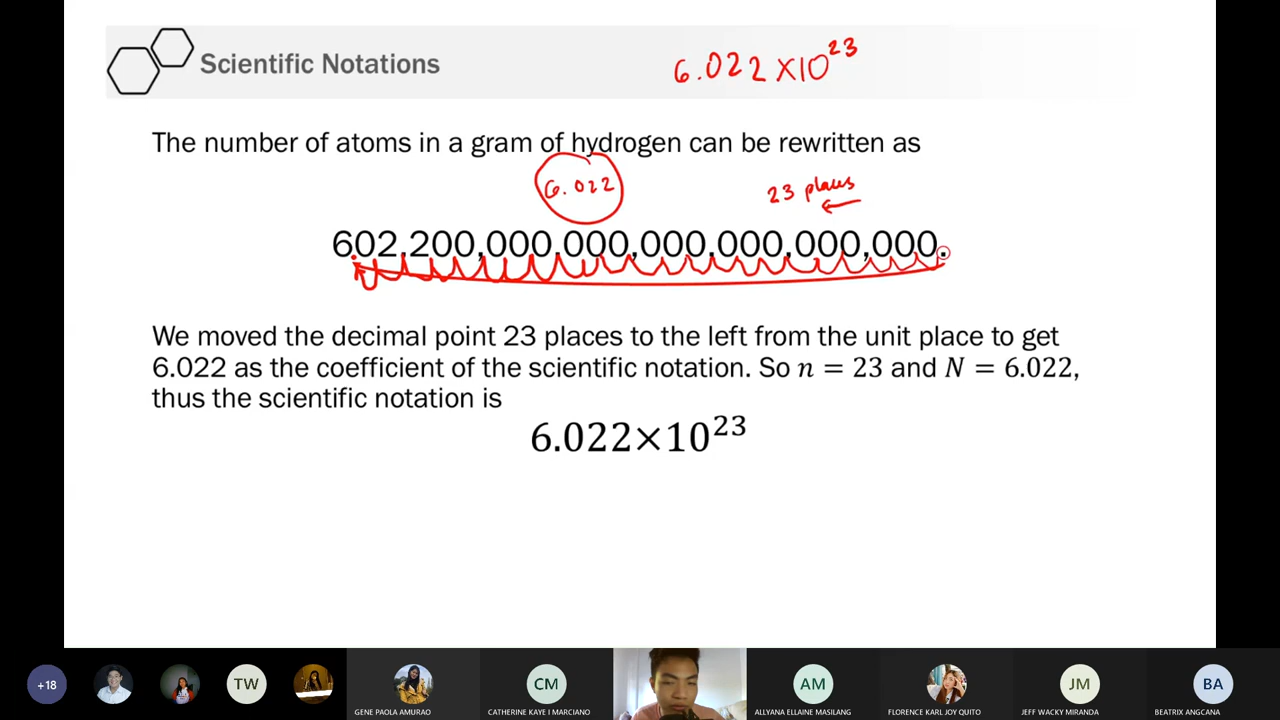 Scientific Notations
6.022 ×10²³
The number of atoms in a gram of hydrogen can be rewritten as
6.022
23 places
602,200,000,000,000,000,000,000.
We moved the decimal point 23 places to the left from the unit place to get
6.022 as the coefficient of the scientific notation. So n = 23 and N = 6.022,
thus the scientific notation is
6.022×10²³
+18
TW
CM
AM
JM
BA
GENE PAOLA AMURAO
CATHERINE KAYE I MARCIANO
ALLYANA ELLAINE MASILANG
FLORENCE KARL JOY QUITO
JEFF WACKY MIRANDA
BEATRIX ANGCANA